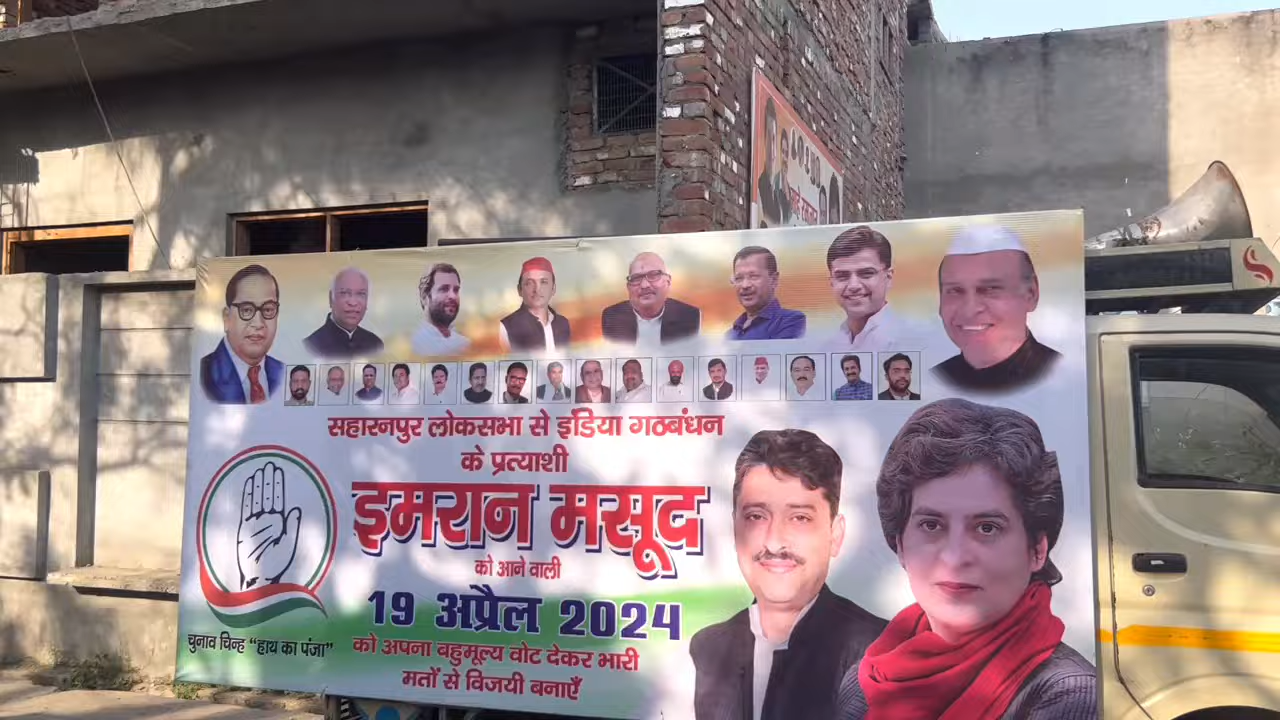 सहारनपुर लोकसभा से इंडिया गठबंधन
के प्रत्याशी
इमरान मसूद
को आने वाली
19 अप्रैल 2024
को अपना बहुमूल्य वोट देकर भारी
मतों से विजयी बनाएँ
चुनाव चिन्ह "हाथ का पंजा"